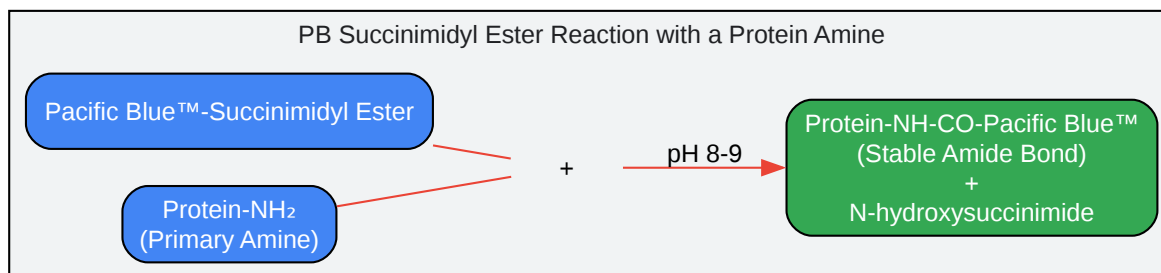 PB Succinimidyl Ester Reaction with a Protein Amine
Pacific Blue™-Succinimidyl Ester
Protein-NH₂
(Primary Amine)
+
pH 8-9
Protein-NH-CO-Pacific Blue™
(Stable Amide Bond)
+
N-hydroxysuccinimide